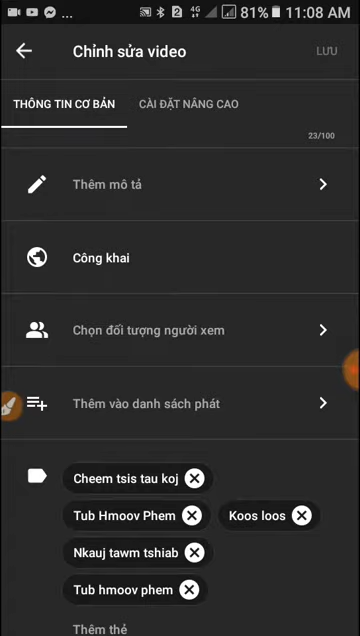 ... 2 4G 81% 11:08 AM
Chỉnh sửa video LƯU
THÔNG TIN CƠ BẢN CÀI ĐẶT NÂNG CAO
23/100
Thêm mô tả
Công khai
Chọn đối tượng người xem
Thêm vào danh sách phát
Cheem tsis tau koj
Tub Hmoov Phem Koos loos
Nkauj tawm tshiab
Tub hmoov phem
Thêm thẻ